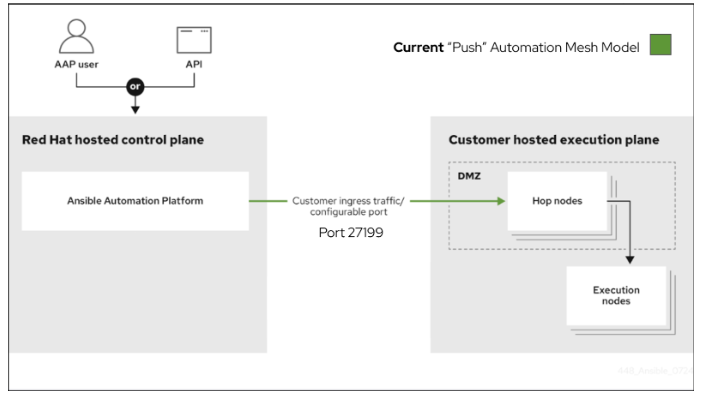 Current “Push” Automation Mesh Model
AAP user
API
or
Red Hat hosted control plane
Customer hosted execution plane
DMZ
Ansible Automation Platform
Customer ingress traffic/
configurable port
Port 27199
Hop nodes
Execution
nodes